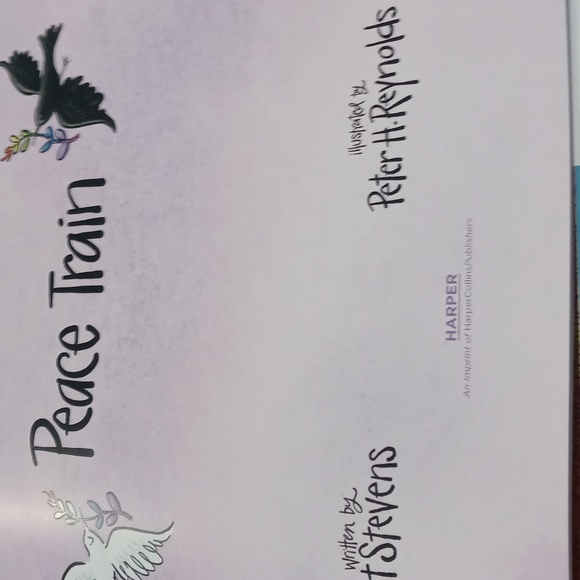 Peace Train
written by
t Stevens
illustrated by
Peter H. Reynolds
HARPER
An Imprint of HarperCollinsPublishers